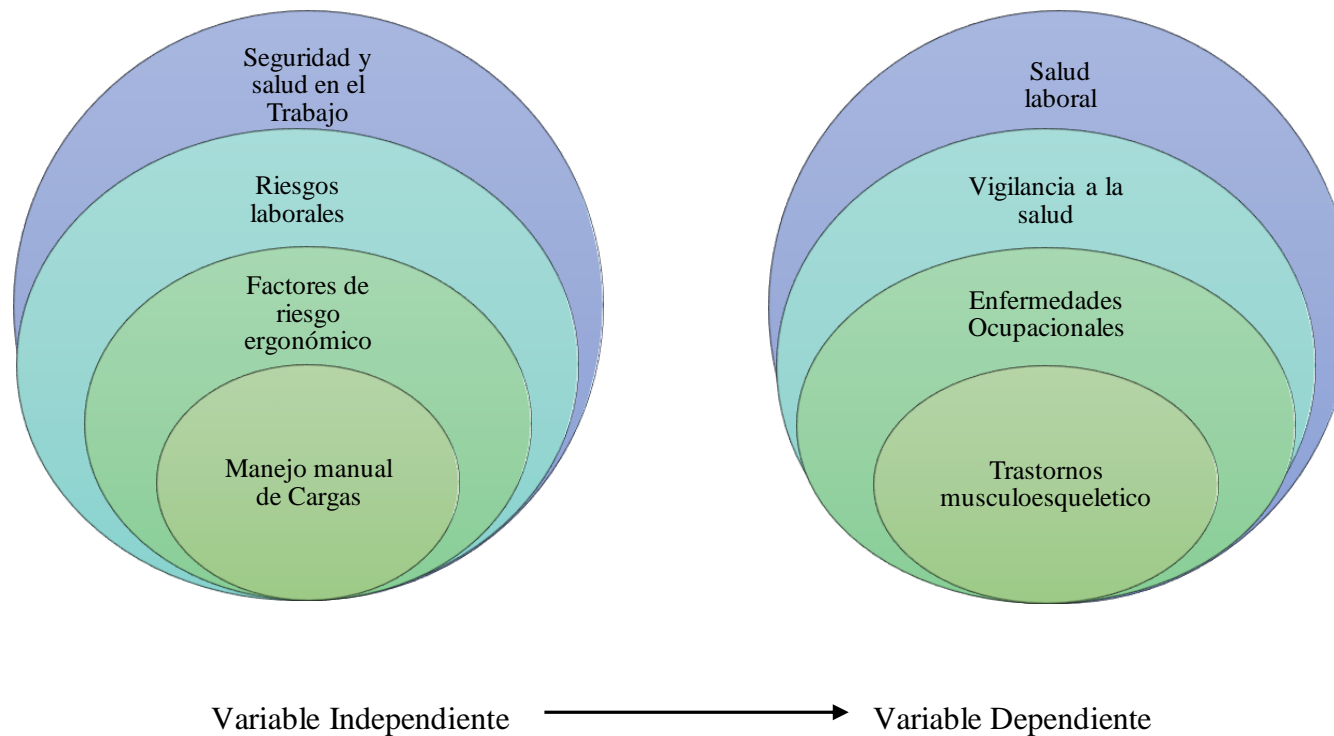 Seguridad y
salud en el
Trabajo
Riesgos
laborales
Factores de
riesgo
ergonómico
Manejo manual
de Cargas
Salud
laboral
Vigilancia a la
salud
Enfermedades
Ocupacionales
Trastornos
musculoesqueletico
Variable Independiente
Variable Dependiente